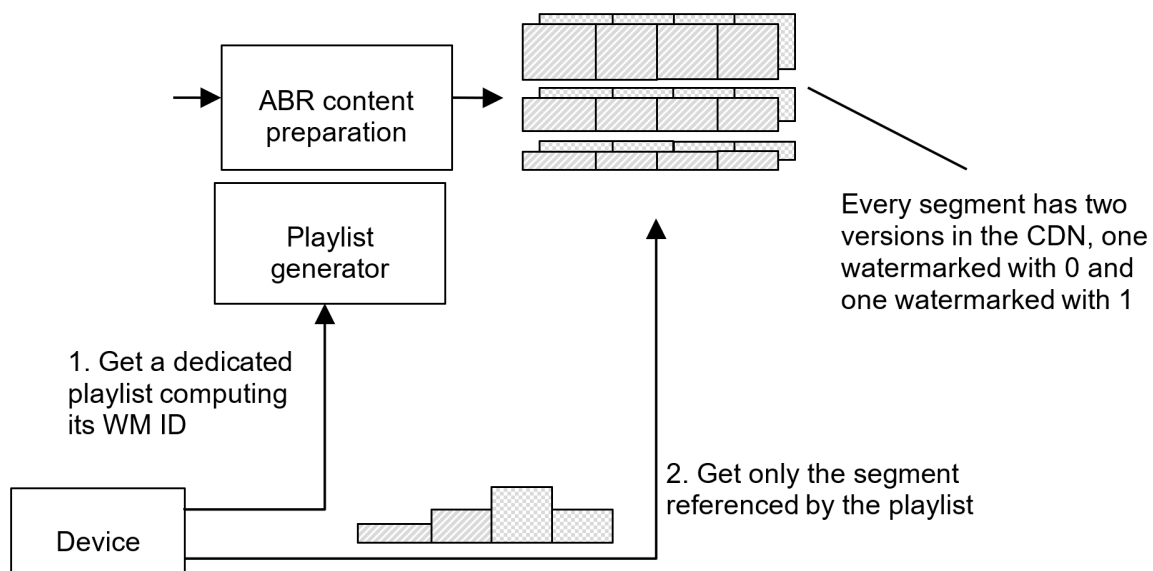 ABR content
preparation
Playlist
generator
Every segment has two
versions in the CDN, one
watermarked with 0 and
one watermarked with 1
1. Get a dedicated
playlist computing
its WM ID
2. Get only the segment
referenced by the playlist
Device